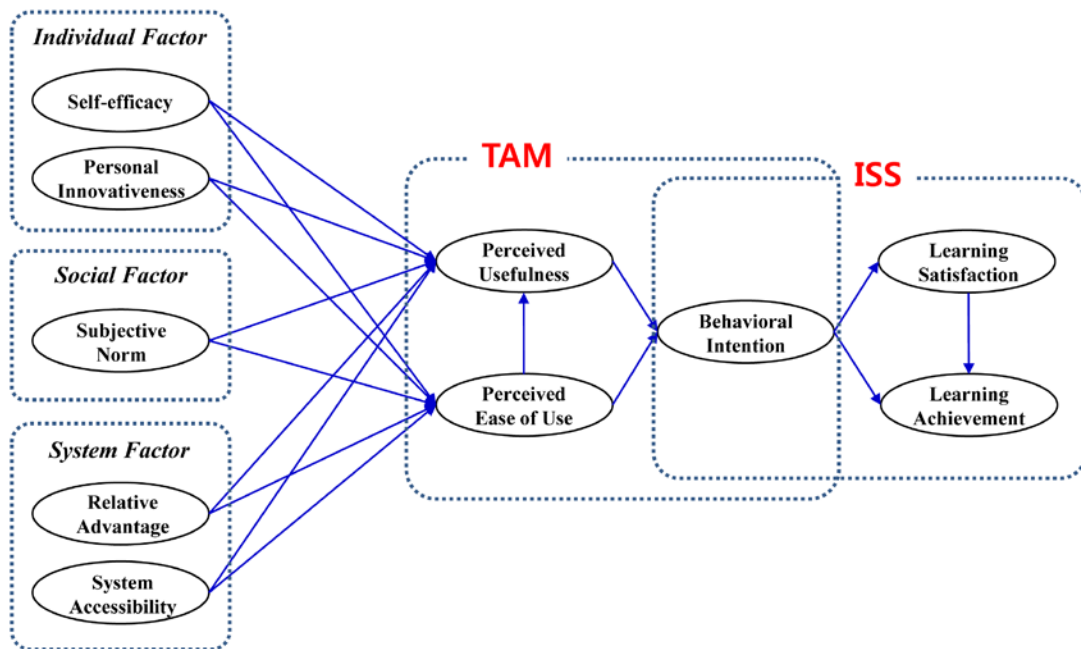 Individual Factor
Self-efficacy
Personal
Innovativeness
Social Factor
Subjective
Norm
System Factor
Relative
Advantage
System
Accessibility
TAM
Perceived
Usefulness
Perceived
Ease of Use
Behavioral
Intention
ISS
Learning
Satisfaction
Learning
Achievement